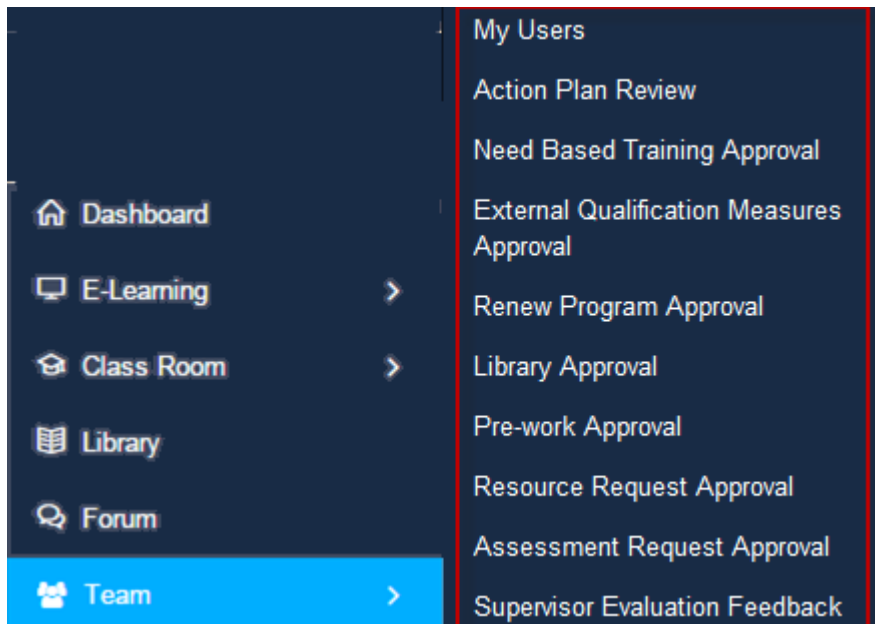 Dashboard
E-Learning
Class Room
Library
Forum
Team
My Users
Action Plan Review
Need Based Training Approval
External Qualification Measures
Approval
Renew Program Approval
Library Approval
Pre-work Approval
Resource Request Approval
Assessment Request Approval
Supervisor Evaluation Feedback